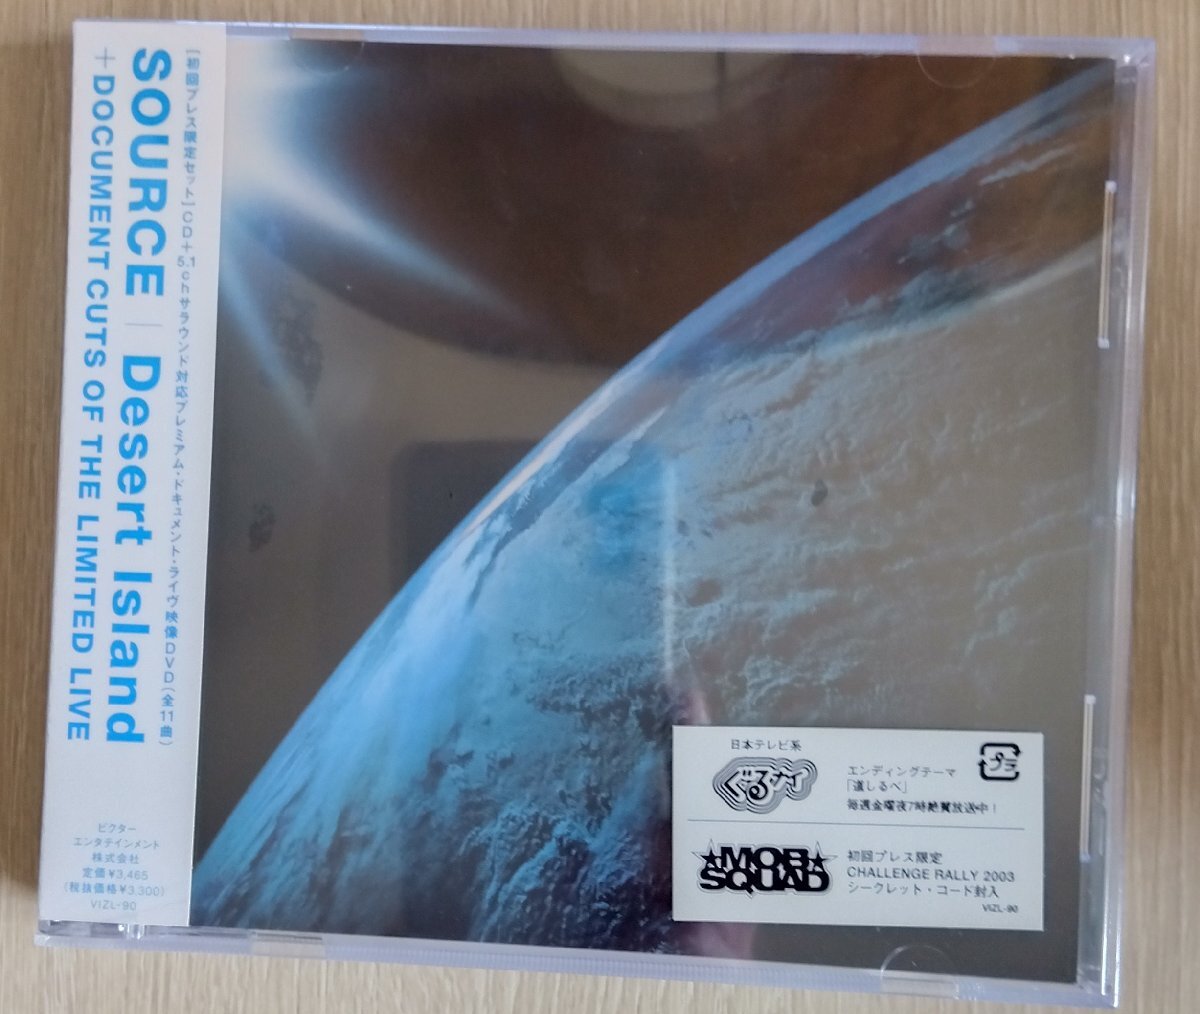 [初回プレス限定セット] CD+5.1chサラウンド対応プレミアム・ドキュメント・ライヴ映像DVD(全11曲)
SOURCE | Desert Island
+ DOCUMENT CUTS OF THE LIMITED LIVE
ビクター
エンタテインメント
株式会社
定価¥3,465
(税抜価格¥3,300)
VIZL-90
日本テレビ系
ぐるナイ
エンディングテーマ
「道しるべ」
毎週金曜夜7時絶賛放送中!
プラ
MOB SQUAD
初回プレス限定
CHALLENGE RALLY 2003
シークレット・コード封入
VIZL-90